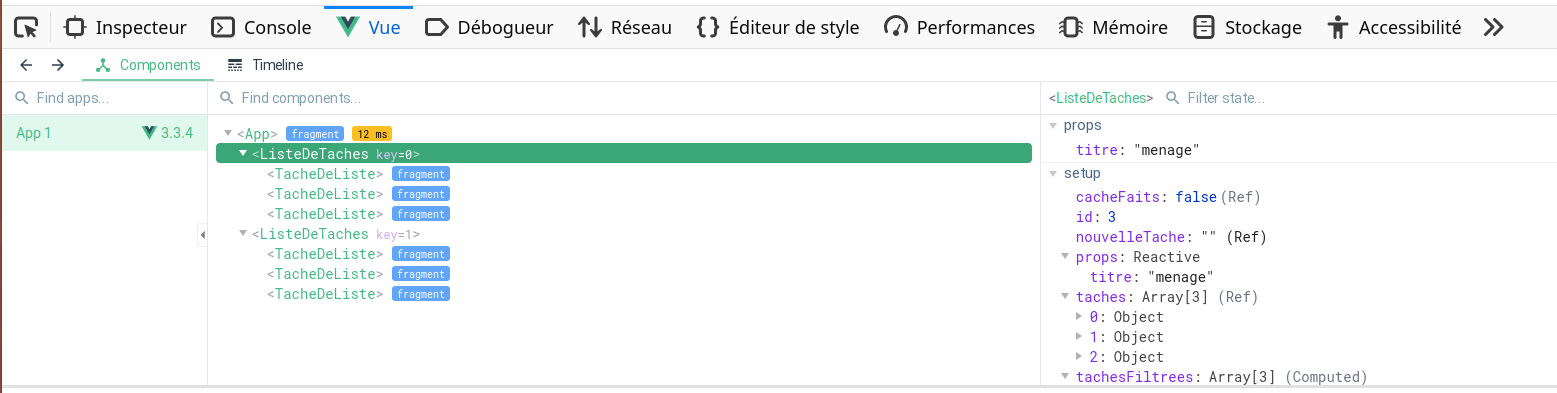 Inspecteur Console Vue Débogueur Réseau {} Éditeur de style Performances Mémoire Stockage Accessibilité
Components Timeline
Find apps... Find components... <ListeDeTaches> Filter state...
App 1 3.3.4
<App> fragment 12 ms
<ListeDeTaches key=0>
<TacheDeListe> fragment
<TacheDeListe> fragment
<TacheDeListe> fragment
<ListeDeTaches key=1>
<TacheDeListe> fragment
<TacheDeListe> fragment
<TacheDeListe> fragment
props
titre: "menage"
setup
cacheFaits: false (Ref)
id: 3
nouvelleTache: "" (Ref)
props: Reactive
titre: "menage"
taches: Array[3] (Ref)
0: Object
1: Object
2: Object
tachesFiltrees: Array[3] (Computed)